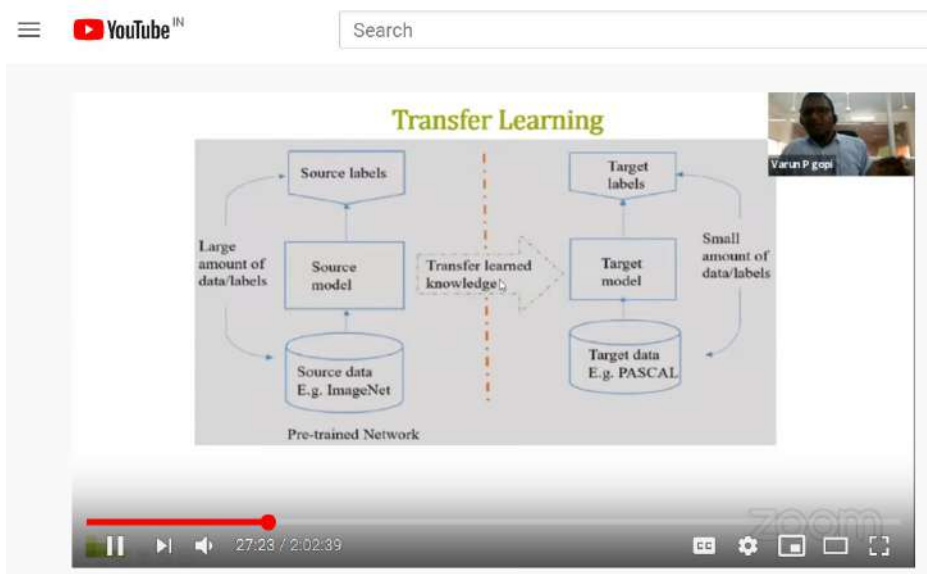 YouTube IN
Search
Transfer Learning
Varun P gopi
Source labels
Target
labels
Large
amount of
data/labels
Source
model
Transfer learned
knowledge
Target
model
Small
amount of
data/labels
Source data
E.g. ImageNet
Target data
E.g. PASCAL
Pre-trained Network
zoom
27:23 / 2:02:39
CC